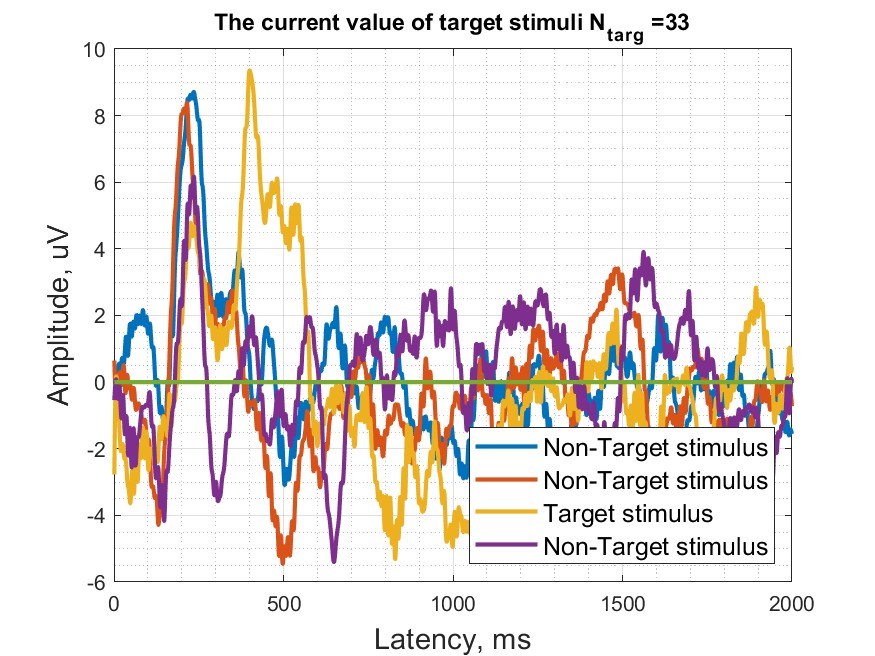 The current value of target stimuli N_targ =33
Amplitude, uV
10
8
6
4
2
0
-2
-4
-6
Non-Target stimulus
Non-Target stimulus
Target stimulus
Non-Target stimulus
0 500 1000 1500 2000
Latency, ms